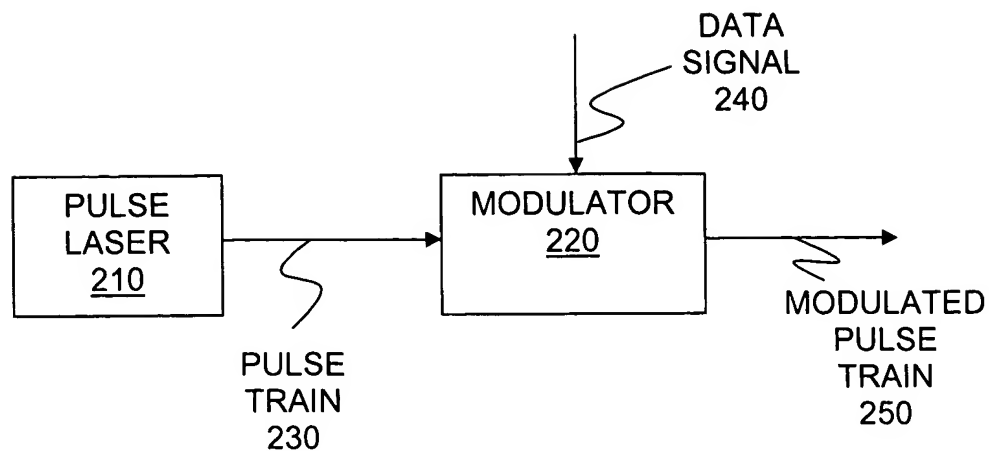 DATA
SIGNAL
240
PULSE
LASER
210
MODULATOR
220
PULSE
TRAIN
230
MODULATED
PULSE
TRAIN
250